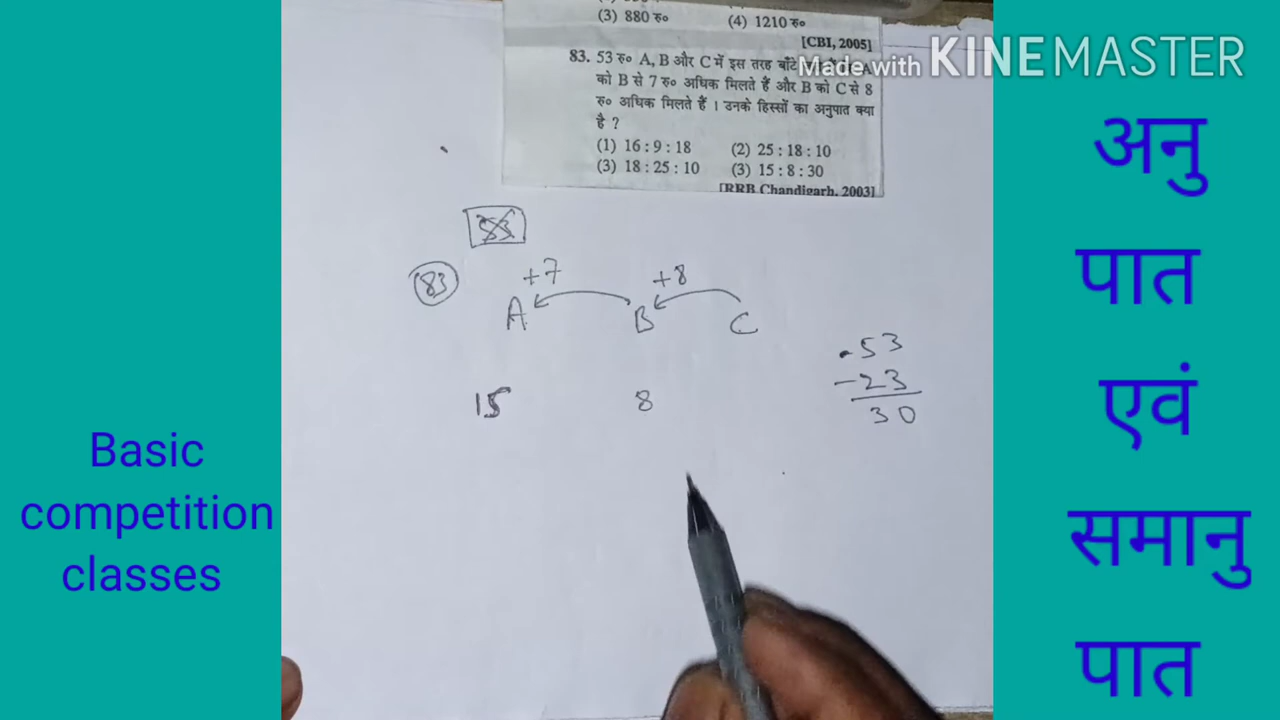 (3) 880 रु० (4) 1210 रु०
[CBI, 2005]
83. 53 रु० A, B और C में इस तरह बाँटे
को B से 7 रु० अधिक मिलते हैं और B को C से 8
रु० अधिक मिलते हैं । उनके हिस्सों का अनुपात क्या
है ?
(1) 16 : 9 : 18 (2) 25 : 18 : 10
(3) 18 : 25 : 10 (3) 15 : 8 : 30
[RRB Chandigarh, 2003]
Made with KINEMASTER
53
83
+7 +8
A B C
15 8
53
-23
30
Basic
competition
classes
अनु
पात
एवं
समानु
पात